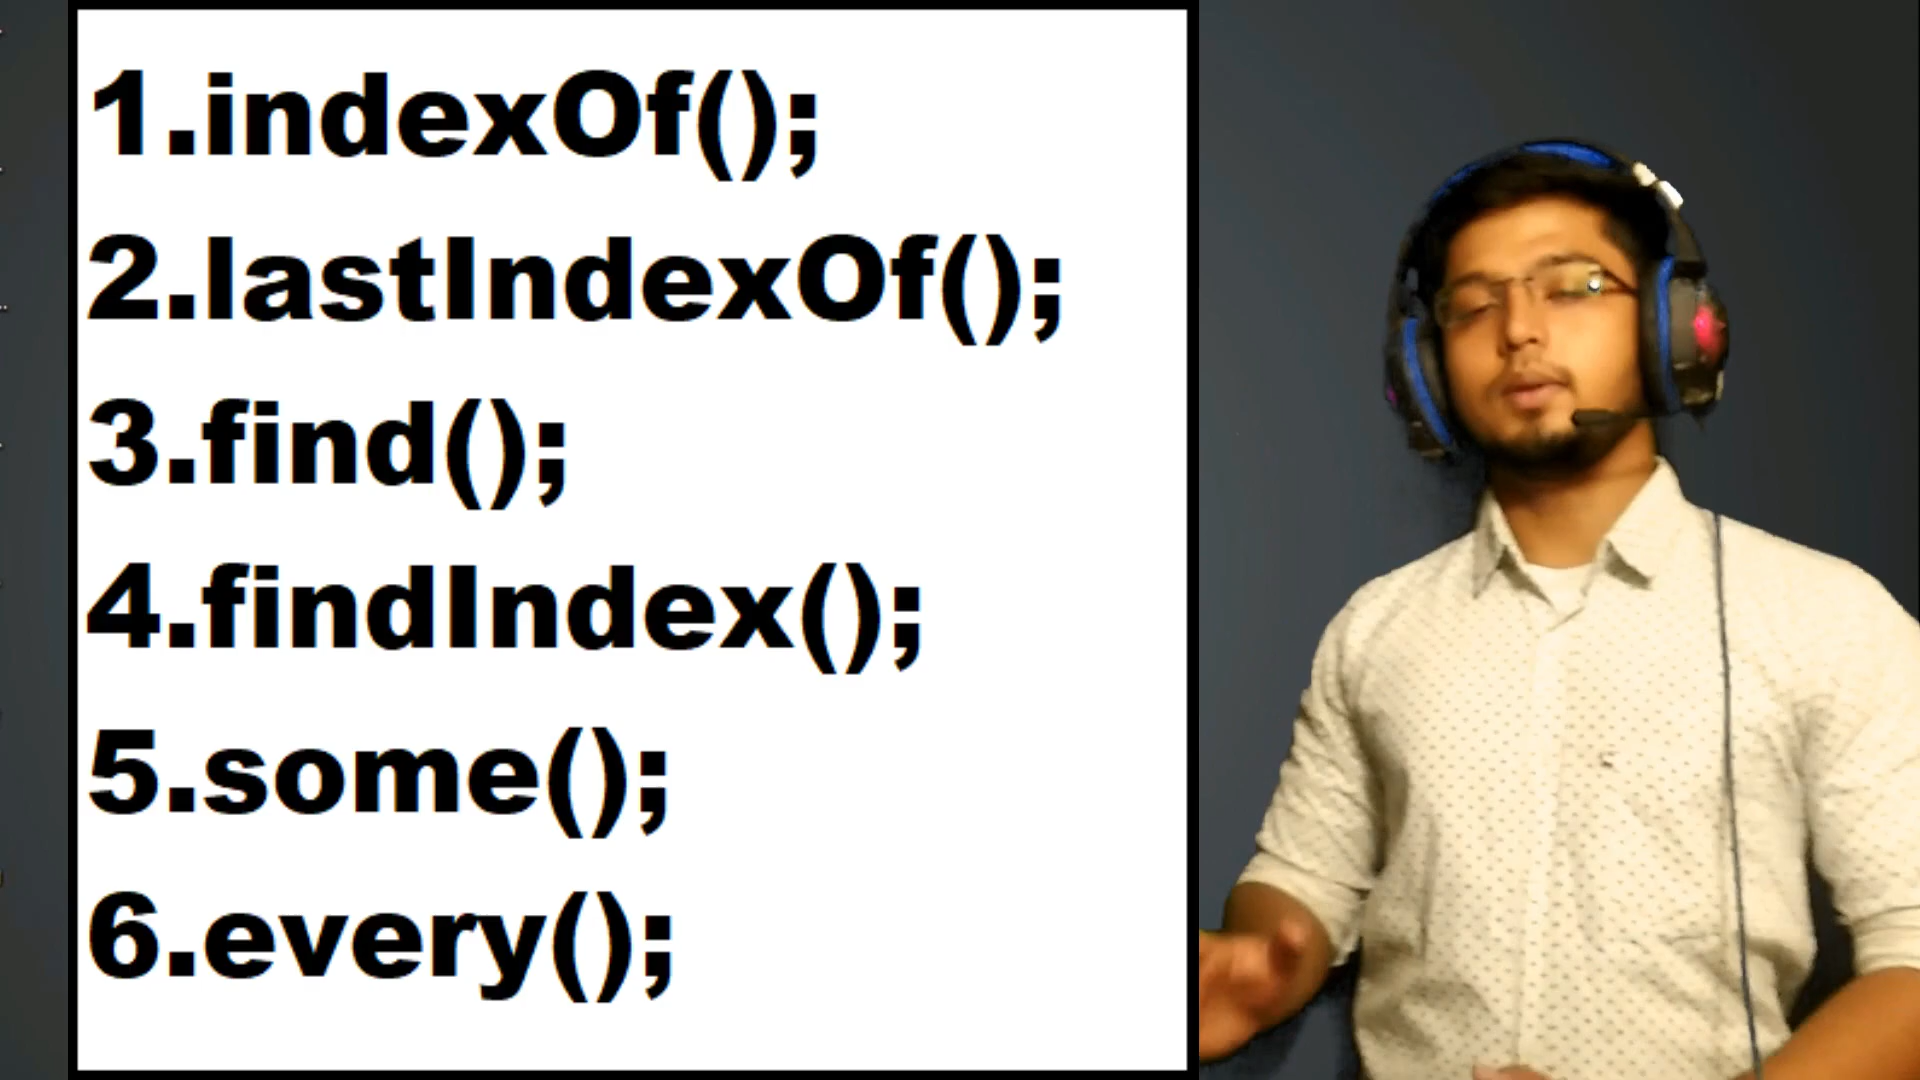 1.indexOf();
2.lastIndexOf();
3.find();
4.findIndex();
5.some();
6.every();